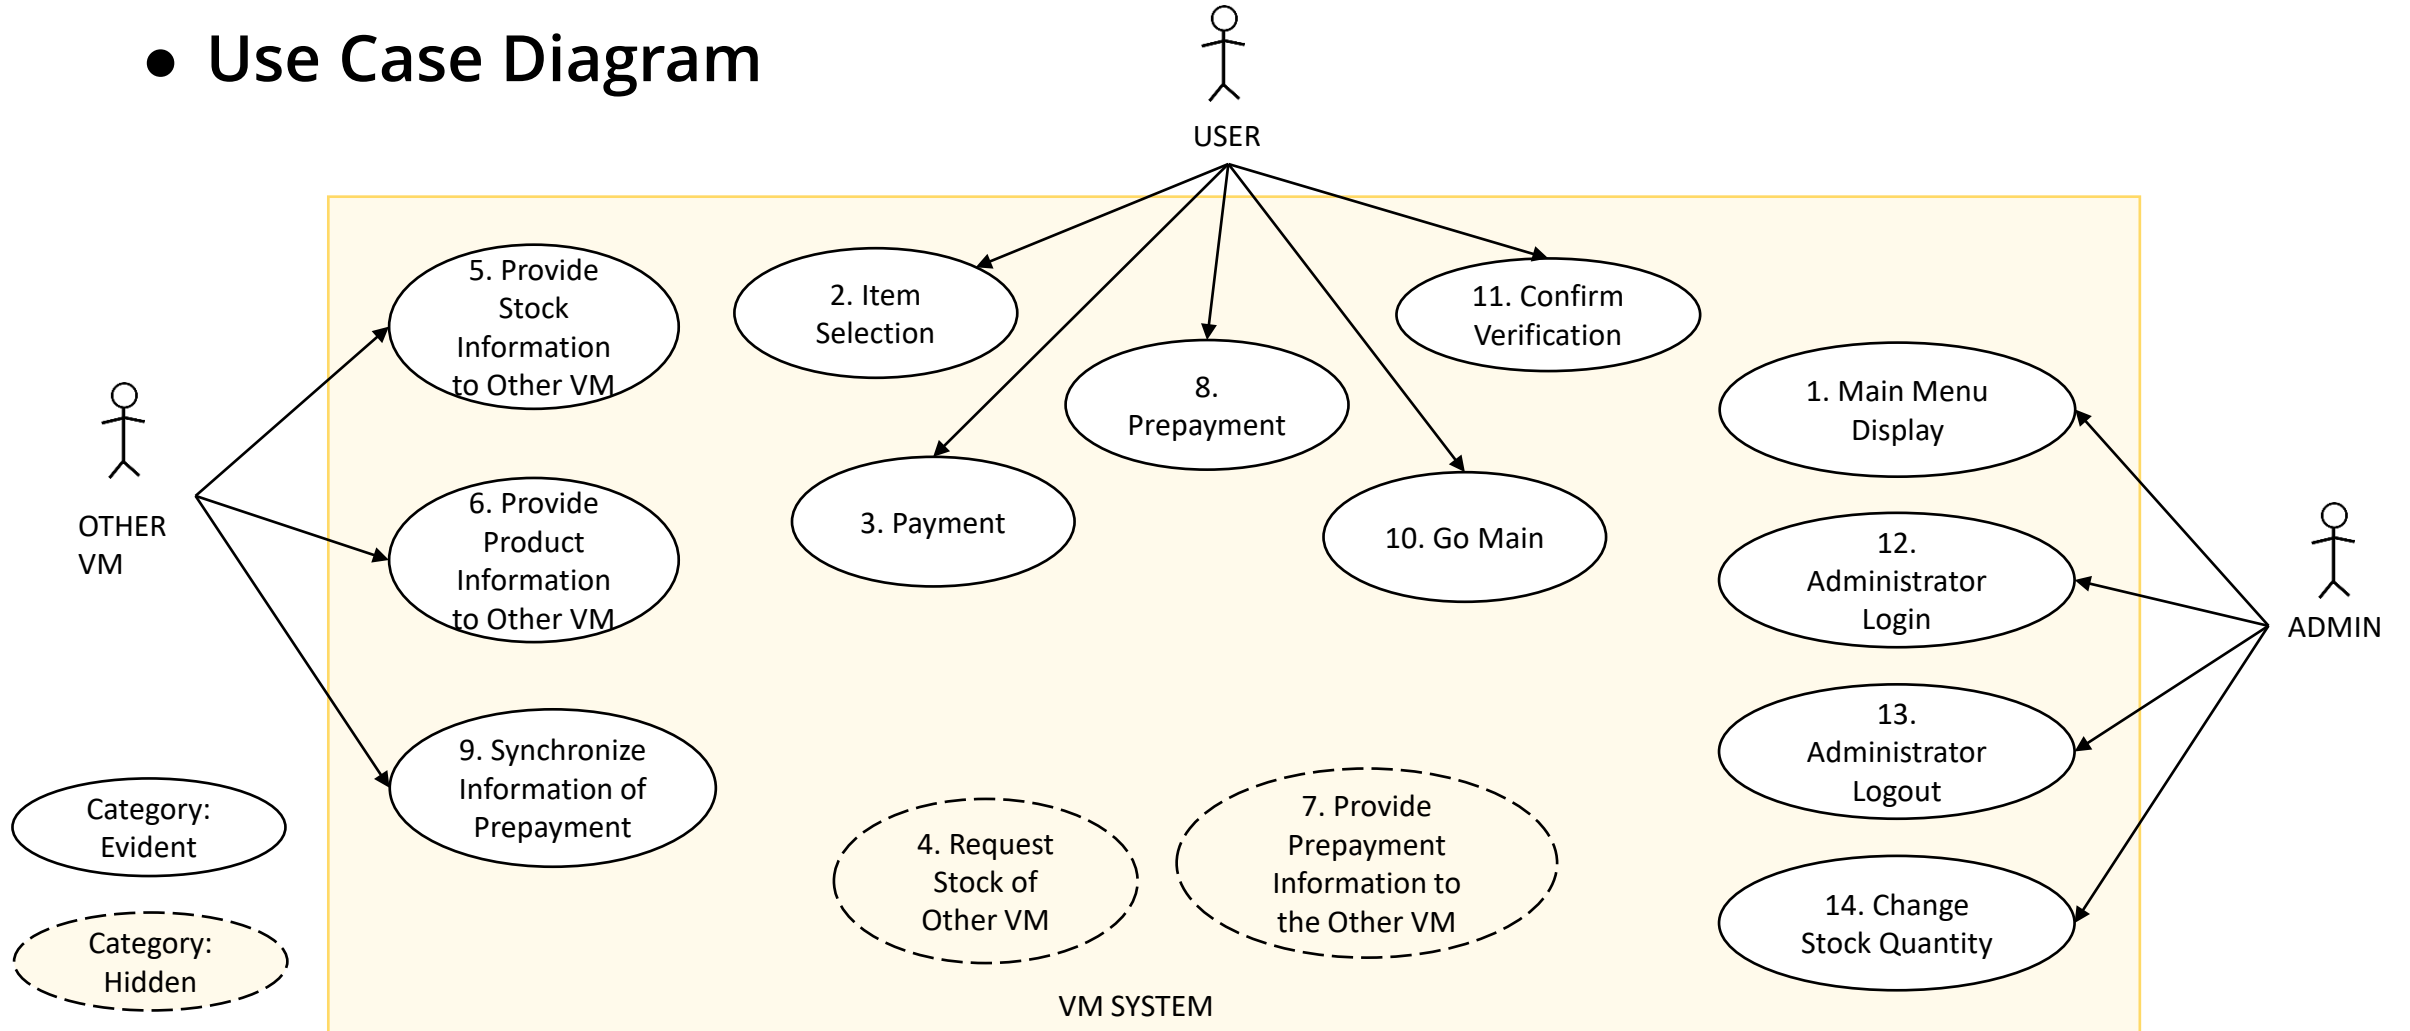 ● Use Case Diagram
USER
5. Provide
Stock
Information
to Other VM
2. Item
Selection
11. Confirm
Verification
8.
Prepayment
1. Main Menu
Display
OTHER
VM
6. Provide
Product
Information
to Other VM
3. Payment
10. Go Main
12.
Administrator
Login
ADMIN
9. Synchronize
Information of
Prepayment
13.
Administrator
Logout
Category:
Evident
4. Request
Stock of
Other VM
7. Provide
Prepayment
Information to
the Other VM
14. Change
Stock Quantity
Category:
Hidden
VM SYSTEM